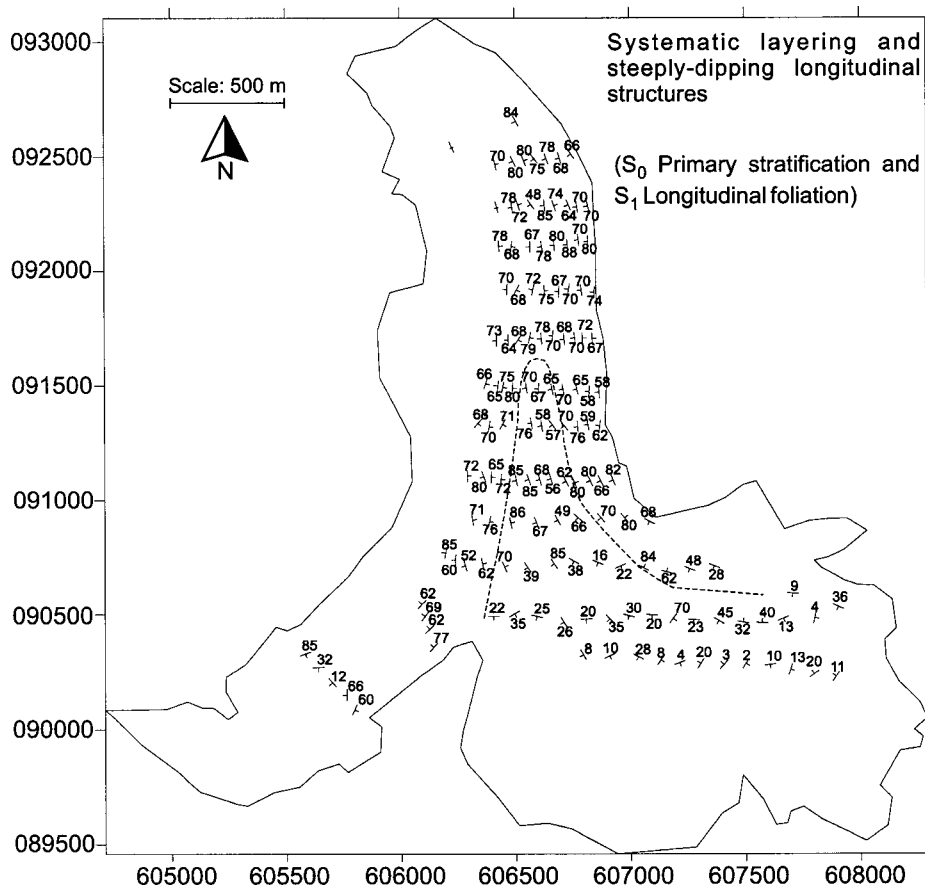 093000
Systematic layering and
steeply-dipping longitudinal
structures
Scale: 500 m
84
092500
N
70 80 78 66
80 75 68
(S0 Primary stratification and
S1 Longitudinal foliation)
78 48 74 70
72 85 64 70
092000
78 67 80 70
68 78 88 80
70 72 67 70
68 75 70 74
73 68 78 68 72
64 79 70 70 67
091500
66 75 70 65 65 58
65 80 67 70 58
68 71 58 70 59
70 76 57 76 62
091000
72 65 85 68 62 80 82
80 72 85 56 80 66
71 86 49 70 68
76 67 66 80
85 52 70 85 16 84 48
60 62 39 38 22 62 28
090500
62 9 36
69 22 25 20 30 70 45 40 4
62 35 26 35 20 23 32 13
77
85 32 8 10 28 8 4 20 3 2 10 13 20 11
12 66 60
090000
089500
605000 605500 606000 606500 607000 607500 608000